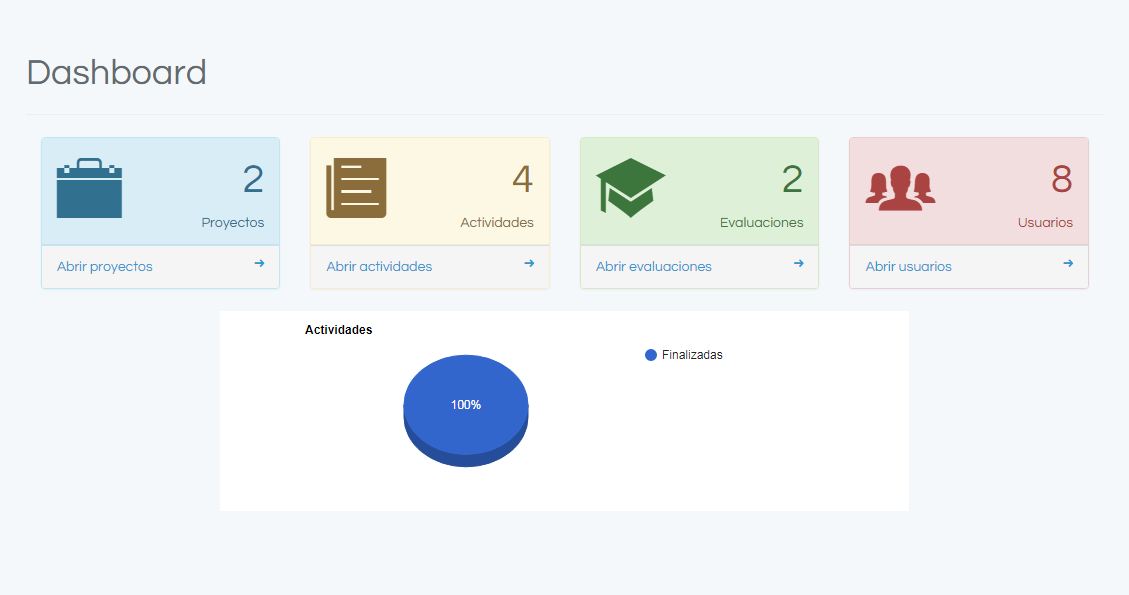 Dashboard
2
Proyectos
Abrir proyectos
4
Actividades
Abrir actividades
2
Evaluaciones
Abrir evaluaciones
8
Usuarios
Abrir usuarios
Actividades
Finalizadas
100%